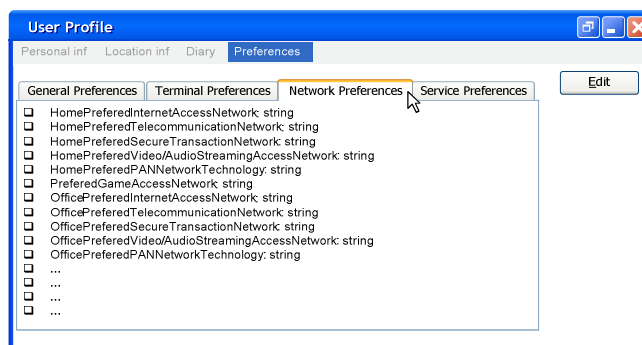 User Profile
Personal inf Location inf Diary Preferences
General Preferences Terminal Preferences Network Preferences Service Preferences Edit
HomePreferedInternetAccessNetwork: string
HomePreferedTelecommunicationNetwork: string
HomePreferedSecureTransactionNetwork: string
HomePreferedVideo/AudioStreamingAccessNetwork: string
HomePreferedPANNetworkTechnology: string
PreferedGameAccessNetwork: string
OfficePreferedInternetAccessNetwork: string
OfficePreferedTelecommunicationNetwork: string
OfficePreferedSecureTransactionNetwork: string
OfficePreferedVideo/AudioStreamingAccessNetwork: string
OfficePreferedPANNetworkTechnology: string
...
...
...
...